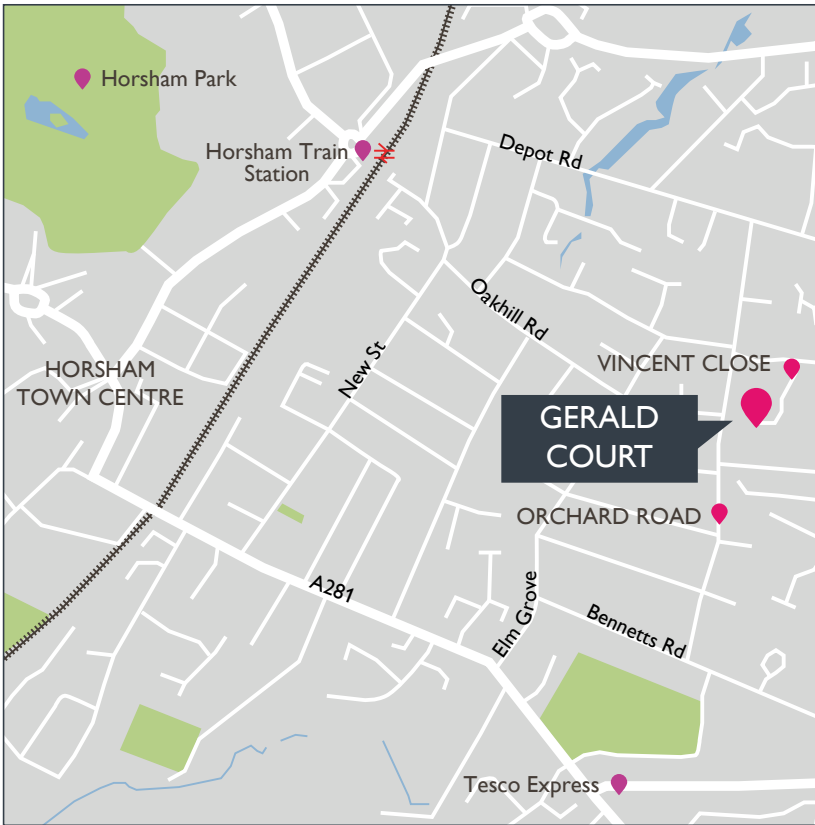 Horsham Park
Horsham Train
Station
Depot Rd
Oakhill Rd
New St
HORSHAM
TOWN CENTRE
VINCENT CLOSE
GERALD
COURT
ORCHARD ROAD
A281
Elm Grove
Bennetts Rd
Tesco Express